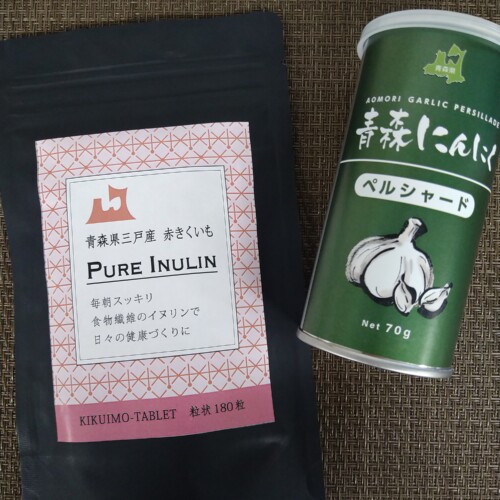 青森県三戸産 赤きくいも
PURE INULIN
毎朝スッキリ
食物繊維のイヌリンで
日々の健康づくりに
KIKUIMO-TABLET 粒状180粒
青森県
AOMORI GARLIC PERSILLADE
青森にんにく
ペルシャード
Net 70g